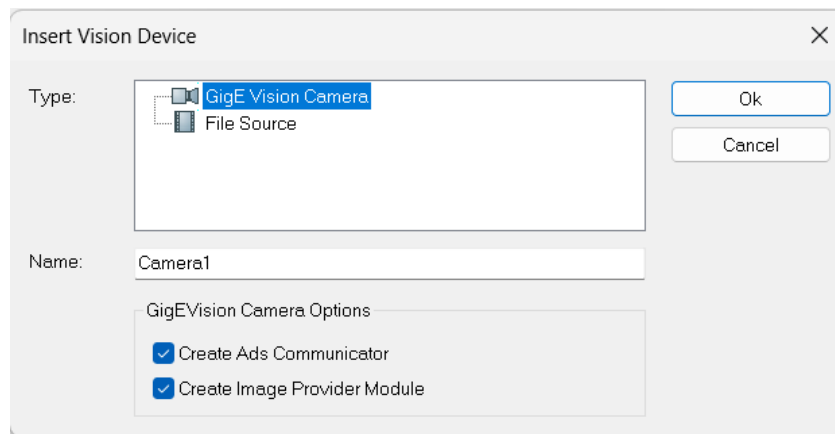 Insert Vision Device
Type:
GigE Vision Camera
File Source
Ok
Cancel
Name:
Camera1
GigEVision Camera Options
Create Ads Communicator
Create Image Provider Module